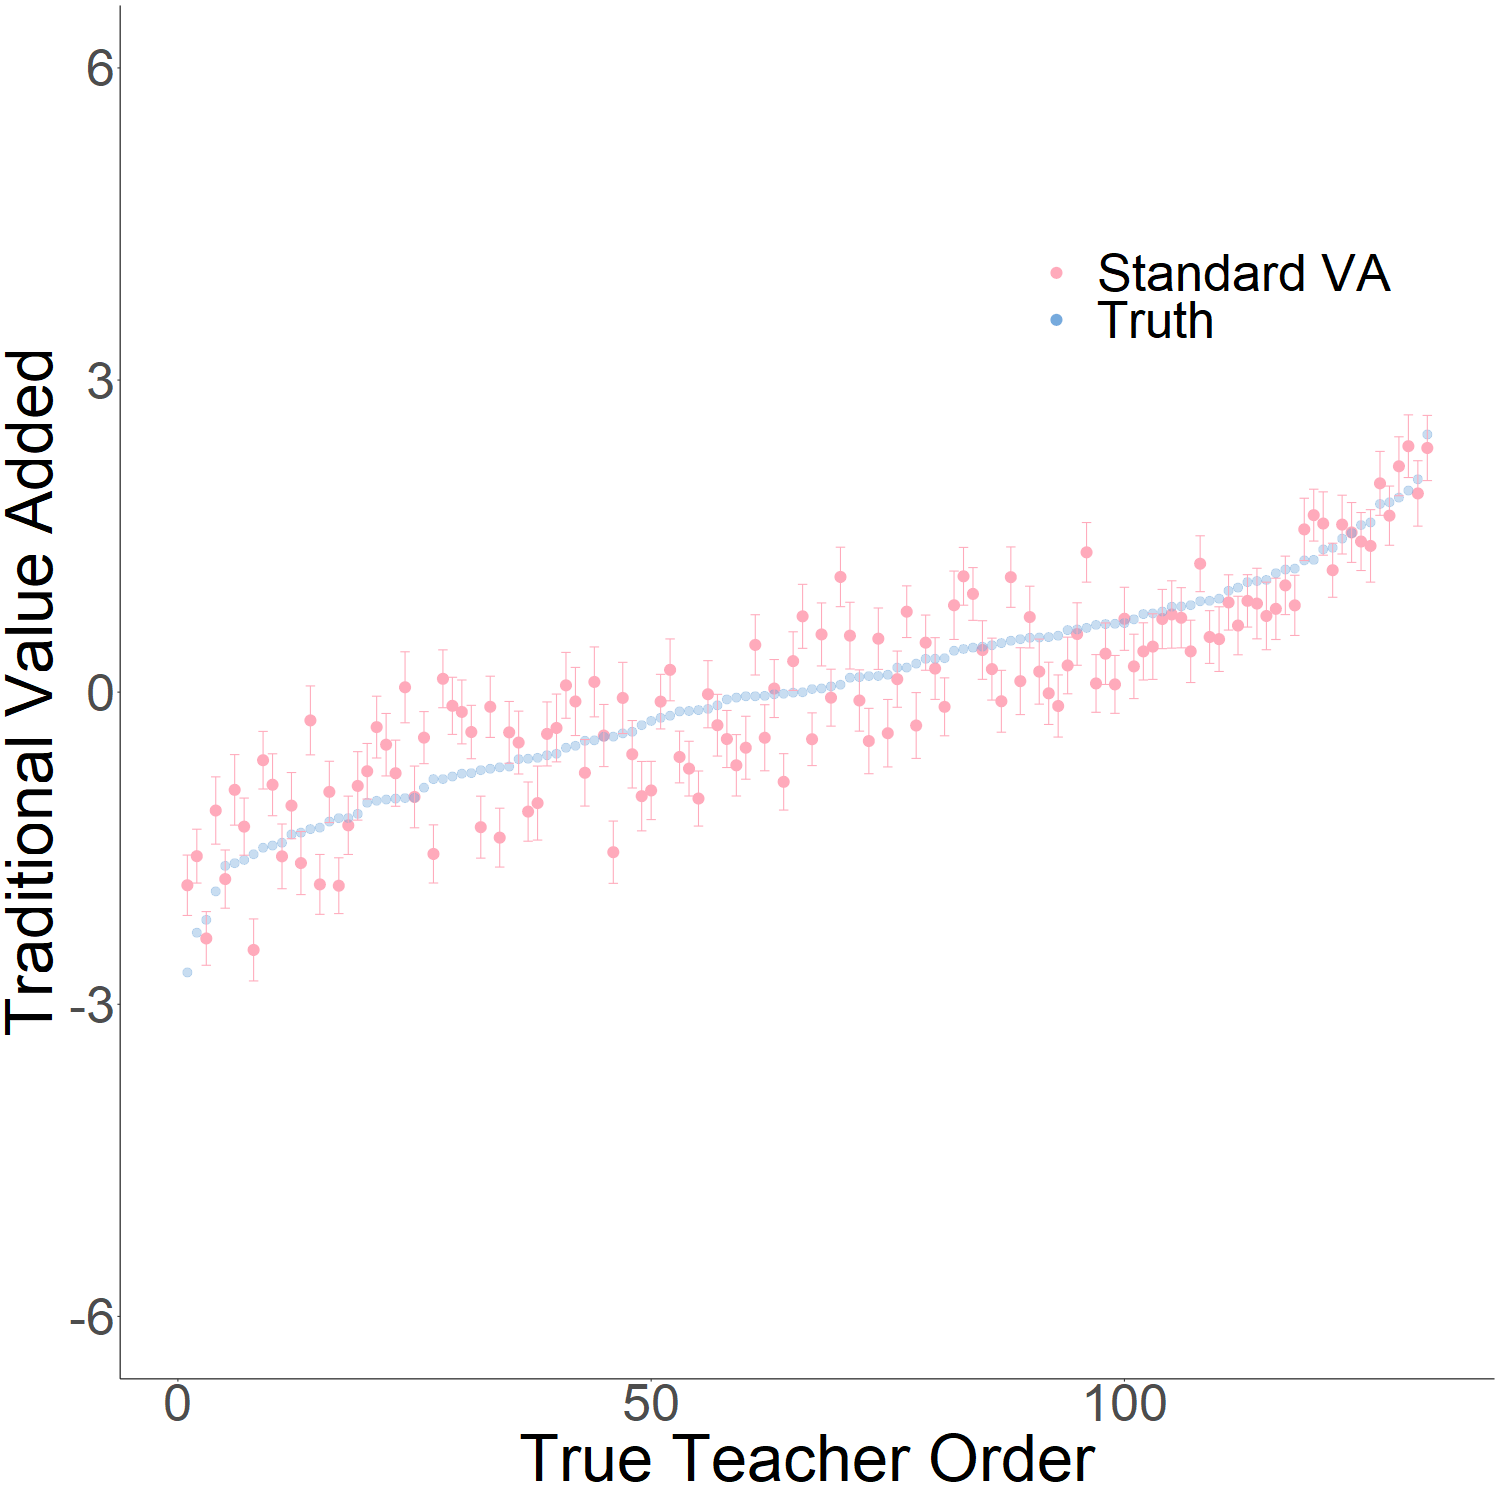 Traditional Value Added
6
3
0
-3
-6
Standard VA
Truth
0 50 100
True Teacher Order